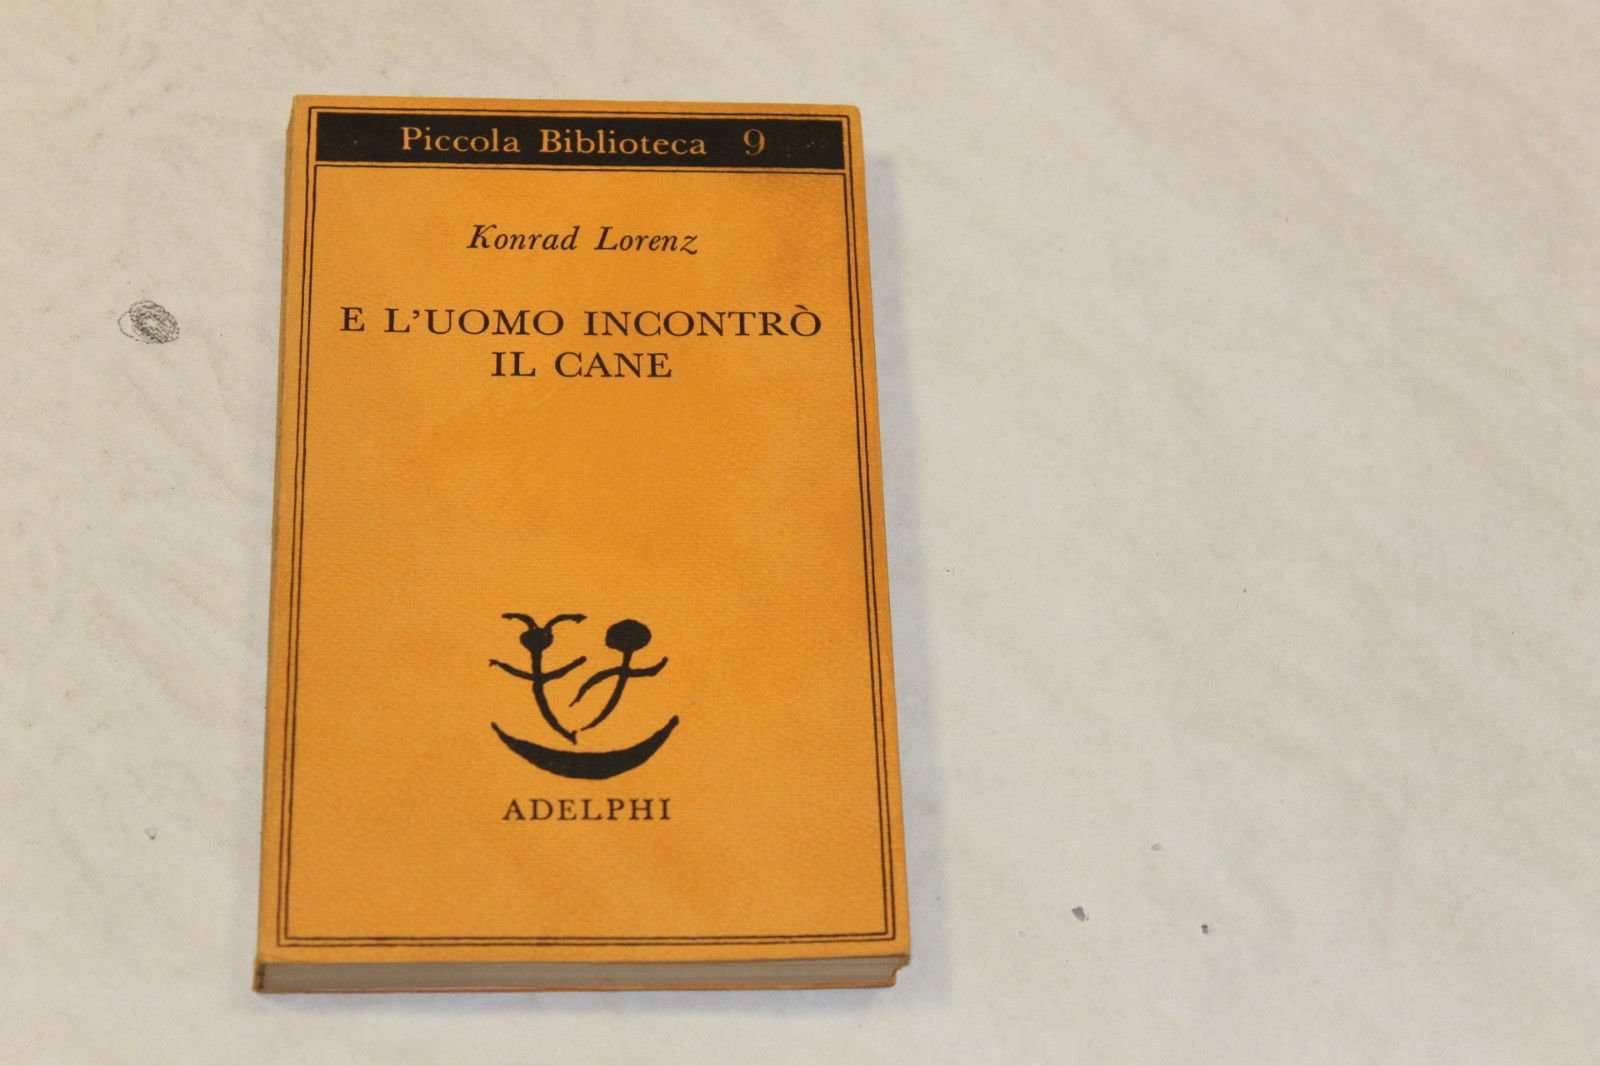 Piccola Biblioteca 9
Konrad Lorenz
E L'UOMO INCONTRÒ
IL CANE
ADELPHI